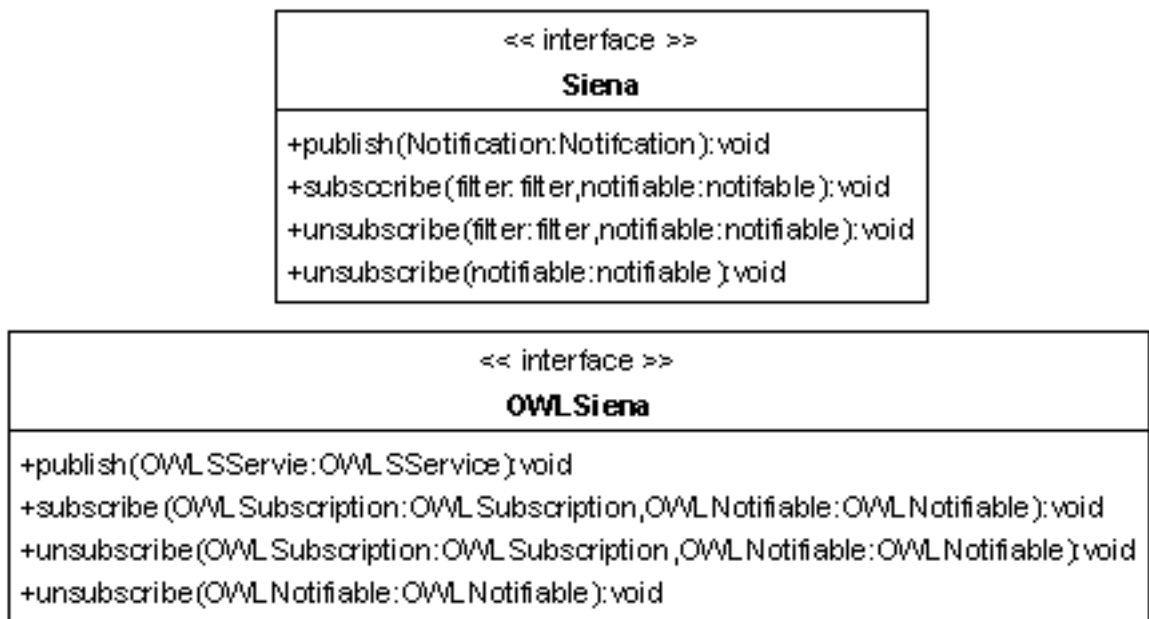 << interface >>
Siena
+publish(Notification:Notifcation):void
+subsccribe(filter:filter,notifiable:notifable):void
+unsubscribe(filter:filter,notifiable:notifiable):void
+unsubscribe(notifiable:notifiable):void
<< interface >>
OWLSiena
+publish(OWLSServie:OWLSService):void
+subscribe(OWLSubscription:OWLSubscription,OWLNotifiable:OWLNotifiable):void
+unsubscribe(OWLSubscription:OWLSubscription,OWLNotifiable:OWLNotifiable):void
+unsubscribe(OWLNotifiable:OWLNotifiable):void